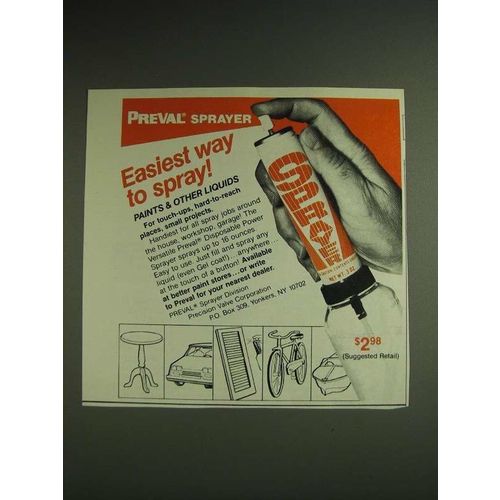 PREVAL® SPRAYER
Easiest way
to spray!
PAINTS & OTHER LIQUIDS
For touch-ups, hard-to-reach
places, small projects
Handiest for all spray jobs around
the house, workshop, garage! The
Versatile Preval® Disposable Power
Sprayer sprays up to 16 ounces
Easy to use. Just fill and spray any
liquid (even Gel coat)...anywhere...
at the touch of a button! Available
at better paint stores...or write
to Preval for your nearest dealer.
PREVAL® Sprayer Division
Precision Valve Corporation
P.O. Box 309, Yonkers, NY 10702
SPRAYER
NET WT. 3 OZ.
$2.98
(Suggested Retail)